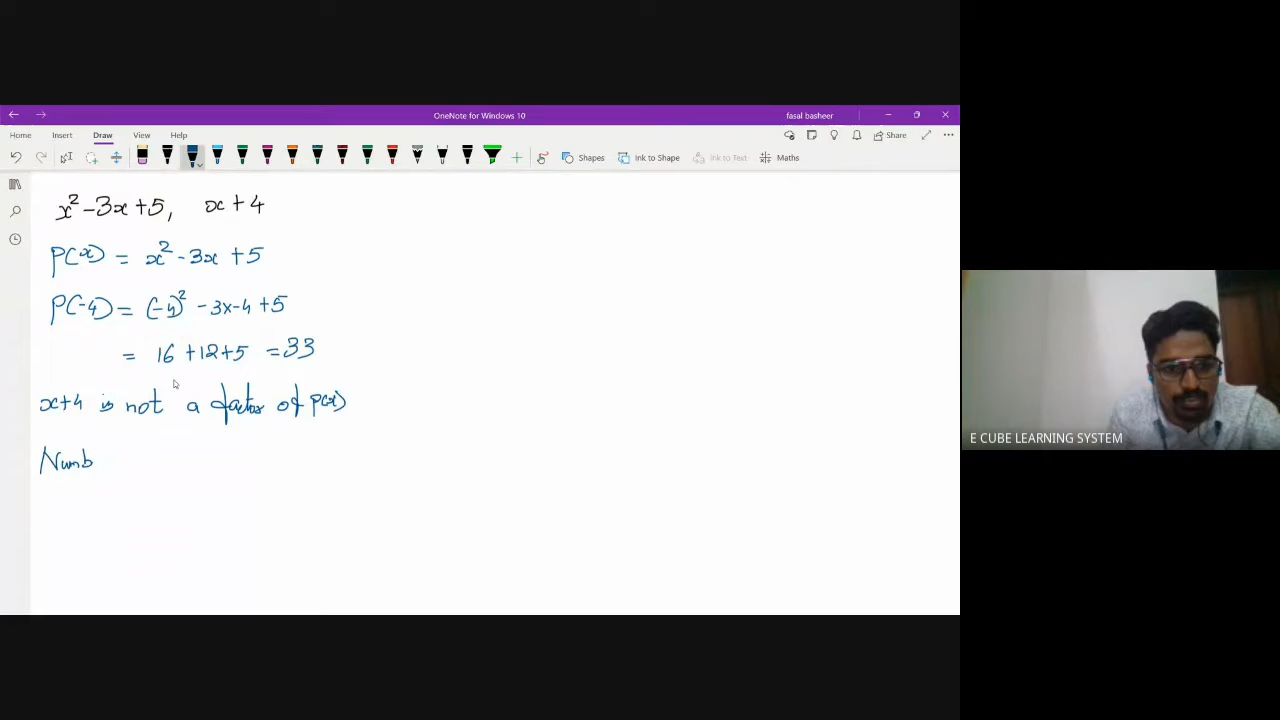 OneNote for Windows 10
fasal basheer
Home Insert Draw View Help
Share
Shapes Ink to Shape Ink to Text Maths
x² - 3x + 5, x + 4
P(x) = x² - 3x + 5
P(-4) = (-4)² - 3x-4 + 5
= 16 + 12 + 5 = 33
x+4 is not a factor of P(x)
Numb
E CUBE LEARNING SYSTEM